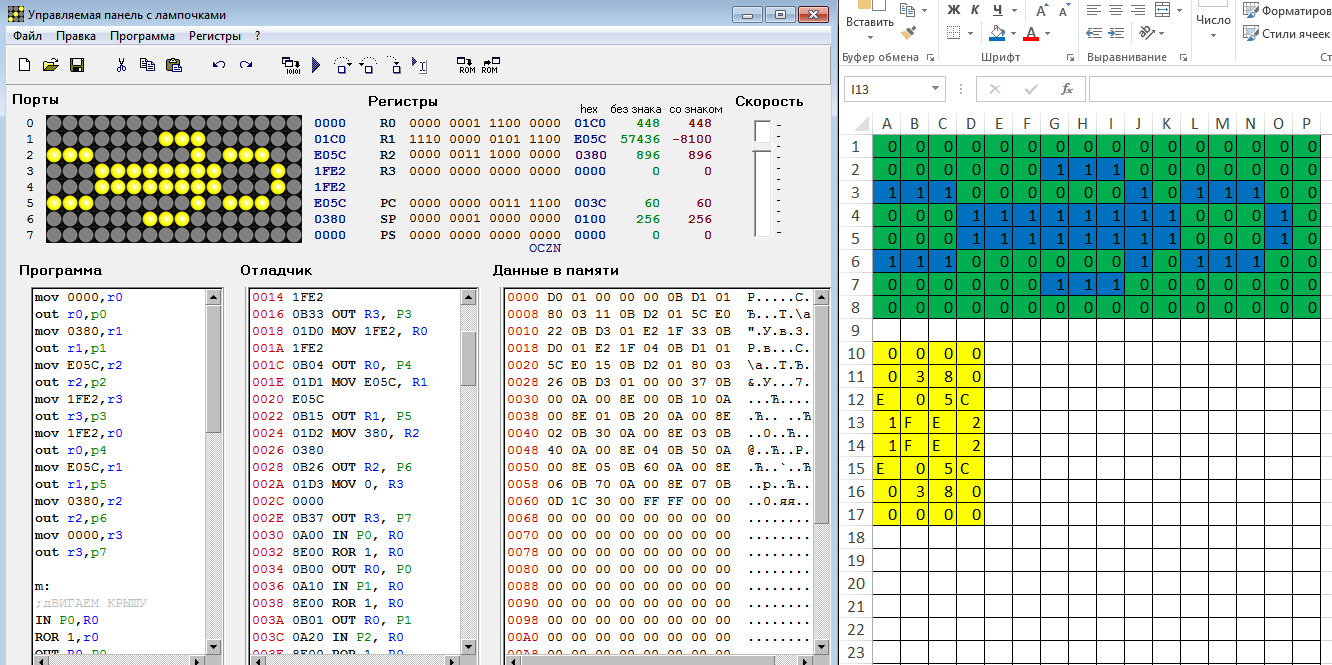 Управляемая панель с лампочками
Файл Правка Программа Регистры ?
Порты
0 0000
1 01C0
2 E05C
3 1FE2
4 1FE2
5 E05C
6 0380
7 0000
Регистры
hex без знака со знаком
R0 0000 0001 1100 0000 01C0 448 448
R1 1110 0000 0101 1100 E05C 57436 -8100
R2 0000 0011 1000 0000 0380 896 896
R3 0000 0000 0000 0000 0000 0 0
PC 0000 0000 0011 1100 003C 60 60
SP 0000 0001 0000 0000 0100 256 256
PS 0000 0000 0000 0000 0000 0 0
OCZN
Скорость
Программа
mov 0000,r0
out r0,p0
mov 0380,r1
out r1,p1
mov E05C,r2
out r2,p2
mov 1FE2,r3
out r3,p3
mov 1FE2,r0
out r0,p4
mov E05C,r1
out r1,p5
mov 0380,r2
out r2,p6
mov 0000,r3
out r3,p7
m:
;дВИГАЕМ КРЫШУ
IN P0,R0
ROR 1,r0
OUT R0,P0
Отладчик
0014 1FE2
0016 0B33 OUT R3, P3
0018 01D0 MOV 1FE2, R0
001A 1FE2
001C 0B04 OUT R0, P4
001E 01D1 MOV E05C, R1
0020 E05C
0022 0B15 OUT R1, P5
0024 01D2 MOV 380, R2
0026 0380
0028 0B26 OUT R2, P6
002A 01D3 MOV 0, R3
002C 0000
002E 0B37 OUT R3, P7
0030 0A00 IN P0, R0
0032 8E00 ROR 1, R0
0034 0B00 OUT R0, P0
0036 0A10 IN P1, R0
0038 8E00 ROR 1, R0
003A 0B01 OUT R0, P1
003C 0A20 IN P2, R0
003E 8E00 ROR 1, R0
Данные в памяти
0000 D0 01 00 00 00 0B D1 01 Р.....С.
0008 80 03 11 0B D2 01 5C E0 Ђ...Т.\а
0010 22 0B D3 01 E2 1F 33 0B ".У.в.3.
0018 D0 01 E2 1F 04 0B D1 01 Р.в...С.
0020 5C E0 15 0B D2 01 80 03 \а..Т.Ђ.
0028 26 0B D3 01 00 00 37 0B &.У...7.
0030 00 0A 00 8E 00 0B 10 0A ...Ћ....
0038 00 8E 01 0B 20 0A 00 8E .Ћ.. ..Ћ
0040 02 0B 30 0A 00 8E 03 0B ..0..Ћ..
0048 40 0A 00 8E 04 0B 50 0A @..Ћ..P.
0050 00 8E 05 0B 60 0A 00 8E .Ћ..`..Ћ
0058 06 0B 70 0A 00 8E 07 0B ..p..Ћ..
0060 0D 1C 30 00 FF FF 00 00 ..0.яя..
0068 00 00 00 00 00 00 00 00 ........
0070 00 00 00 00 00 00 00 00 ........
0078 00 00 00 00 00 00 00 00 ........
0080 00 00 00 00 00 00 00 00 ........
0088 00 00 00 00 00 00 00 00 ........
0090 00 00 00 00 00 00 00 00 ........
0098 00 00 00 00 00 00 00 00 ........
00A0 00 00 00 00 00 00 00 00 ........
00A8 00 00 00 00 00 00 00 00 ........
Вставить
Ж К Ч
Число
Форматиров
Стили ячеек
Буфер обмена Шрифт Выравнивание Ст
I13 fx
A B C D E F G H I J K L M N O P
1 0 0 0 0 0 0 0 0 0 0 0 0 0 0 0 0
2 0 0 0 0 0 0 1 1 1 0 0 0 0 0 0 0
3 1 1 1 0 0 0 0 0 0 1 0 1 1 1 0 0
4 0 0 0 1 1 1 1 1 1 1 1 0 0 0 1 0
5 0 0 0 1 1 1 1 1 1 1 1 0 0 0 1 0
6 1 1 1 0 0 0 0 0 0 1 0 1 1 1 0 0
7 0 0 0 0 0 0 1 1 1 0 0 0 0 0 0 0
8 0 0 0 0 0 0 0 0 0 0 0 0 0 0 0 0
9
10 0 0 0 0
11 0 3 8 0
12 E 0 5 C
13 1 F E 2
14 1 F E 2
15 E 0 5 C
16 0 3 8 0
17 0 0 0 0
18
19
20
21
22
23